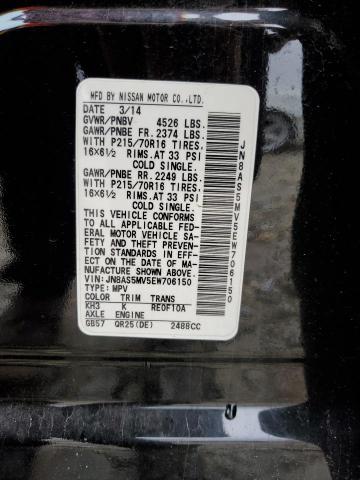 MFD BY NISSAN MOTOR CO.,LTD.
DATE 3/14
GVWR/PNBV 4526 LBS.
GAWR/PNBE FR. 2374 LBS.
WITH P215/70R16 TIRES,
16X6½ RIMS,AT 33 PSI
COLD SINGLE.
GAWR/PNBE RR. 2249 LBS.
WITH P215/70R16 TIRES,
16X6½ RIMS,AT 33 PSI
COLD SINGLE.
THIS VEHICLE CONFORMS
TO ALL APPLICABLE FED-
ERAL MOTOR VEHICLE SA-
FETY AND THEFT PREVENTION
STANDARDS IN EFF-
ECT ON THE DATE OF MA-
NUFACTURE SHOWN ABOVE.
VIN: JN8AS5MV5EW706150
TYPE: MPV
COLOR TRIM TRANS
KH3 K RE0F10A
AXLE ENGINE
GB57 QR25(DE) 2488CC
JN8AS5MV5EW706150